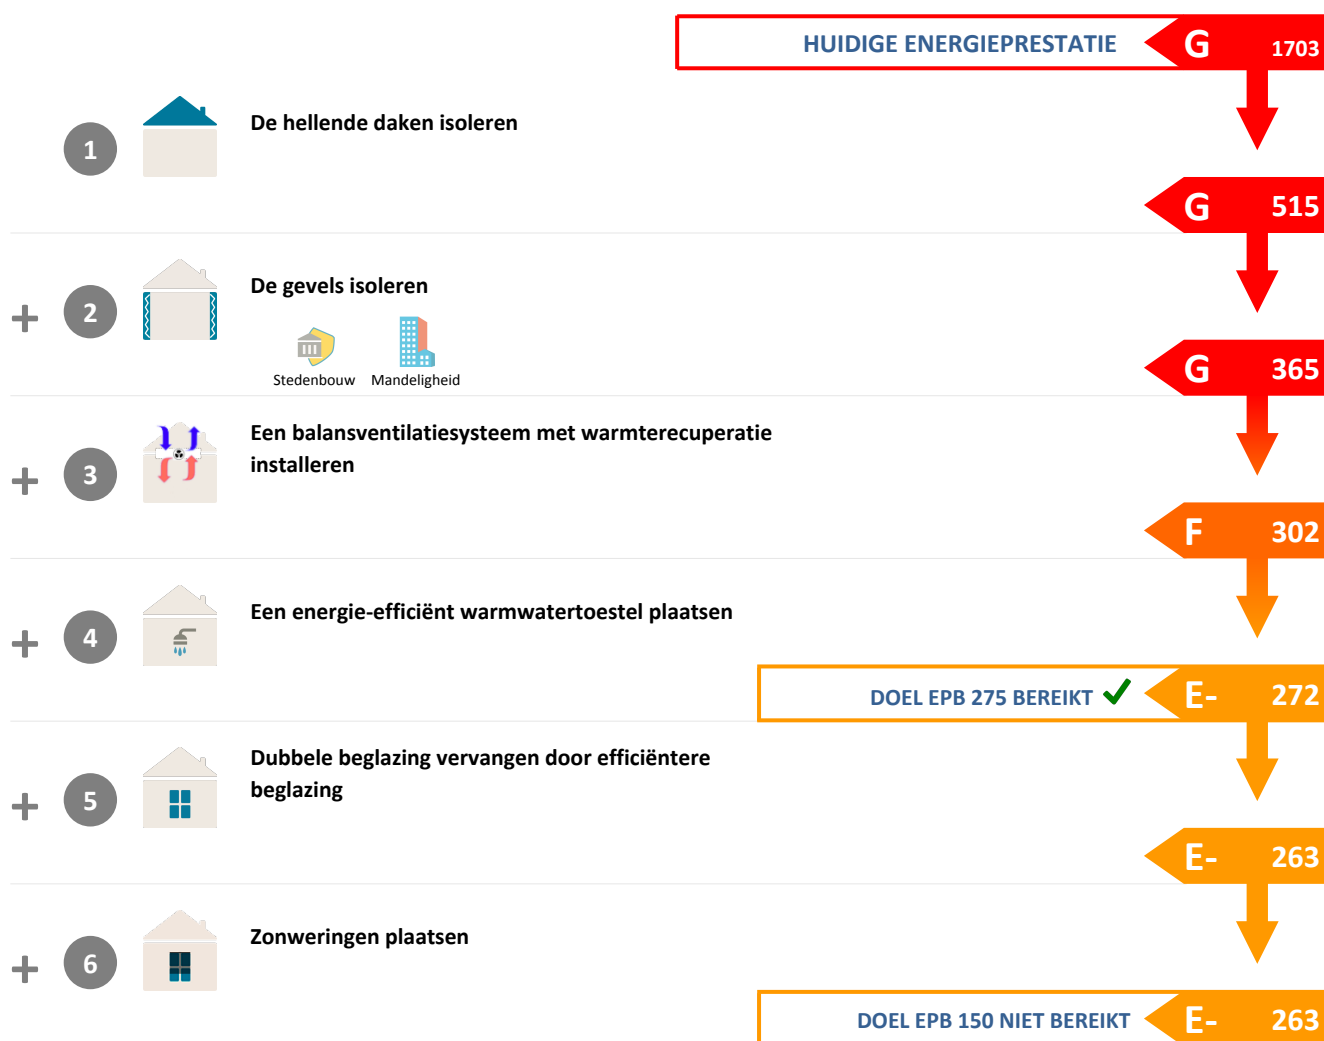 HUIDIGE ENERGIEPRESTATIE G 1703
1 De hellende daken isoleren
G 515
+ 2 De gevels isoleren
Stedenbouw Mandeligheid
G 365
+ 3 Een balansventilatiesysteem met warmterecuperatie
installeren
F 302
+ 4 Een energie-efficiënt warmwatertoestel plaatsen
DOEL EPB 275 BEREIKT ✓ E- 272
+ 5 Dubbele beglazing vervangen door efficiëntere
beglazing
E- 263
+ 6 Zonweringen plaatsen
DOEL EPB 150 NIET BEREIKT E- 263